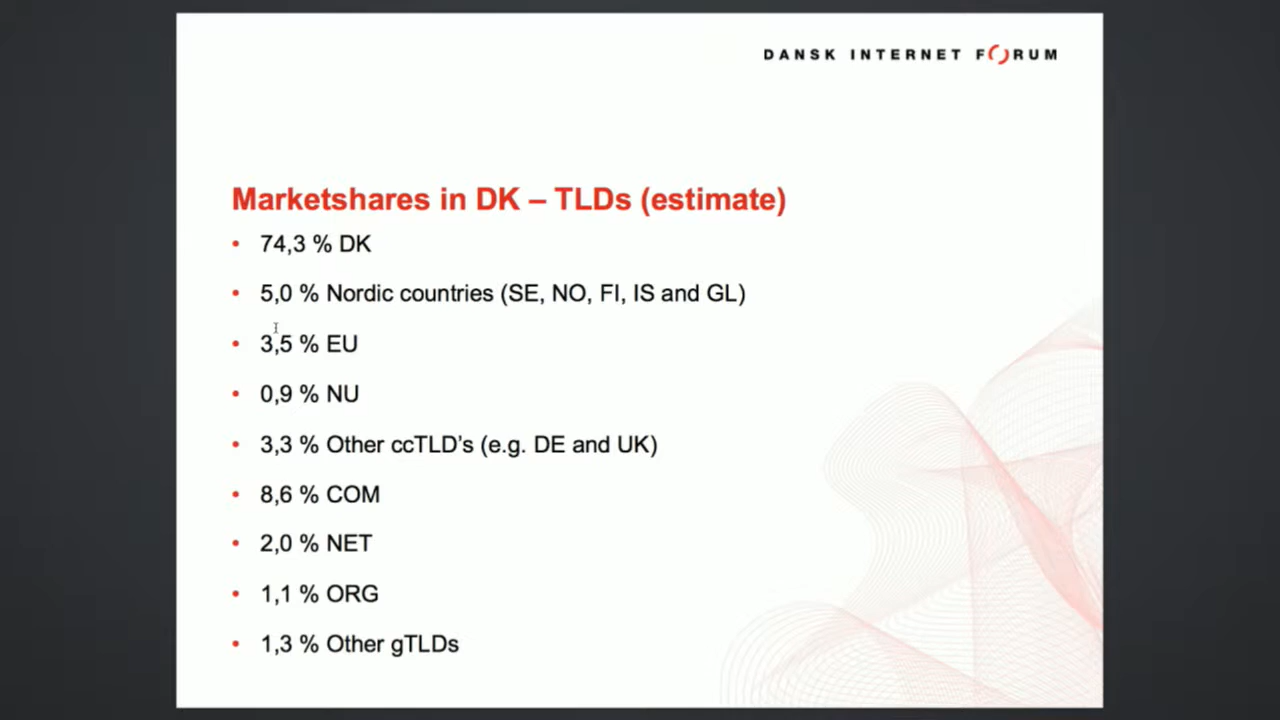 DANSK INTERNET FORUM
Marketshares in DK – TLDs (estimate)
• 74,3 % DK
• 5,0 % Nordic countries (SE, NO, FI, IS and GL)
• 3,5 % EU
• 0,9 % NU
• 3,3 % Other ccTLD’s (e.g. DE and UK)
• 8,6 % COM
• 2,0 % NET
• 1,1 % ORG
• 1,3 % Other gTLDs